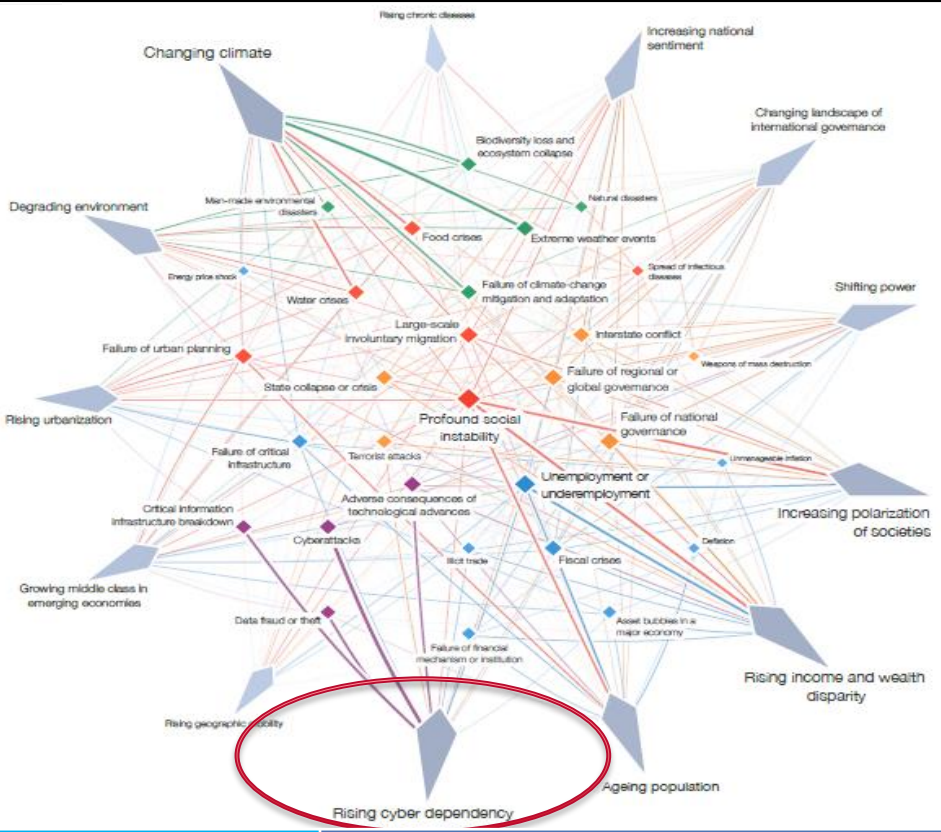 Rising chronic diseases
Increasing national
sentiment
Changing climate
Changing landscape of
international governance
Biodiversity loss and
ecosystem collapse
Degrading environment
Man-made environmental
disasters
Natural disasters
Food crises
Extreme weather events
Energy price shock
Spread of infectious
diseases
Water crises
Failure of climate-change
mitigation and adaptation
Shifting power
Large-scale
involuntary migration
Interstate conflict
Failure of urban planning
Weapons of mass destruction
State collapse or crisis
Failure of regional or
global governance
Rising urbanization
Profound social
instability
Failure of national
governance
Failure of critical
infrastructure
Terrorist attacks
Unmanageable inflation
Unemployment or
underemployment
Adverse consequences of
technological advances
Critical information
infrastructure breakdown
Cyberattacks
Increasing polarization
of societies
Illicit trade
Fiscal crises
Deflation
Growing middle class in
emerging economies
Data fraud or theft
Asset bubbles in a
major economy
Failure of financial
mechanism or institution
Rising income and wealth
disparity
Rising geographic mobility
Ageing population
Rising cyber dependency